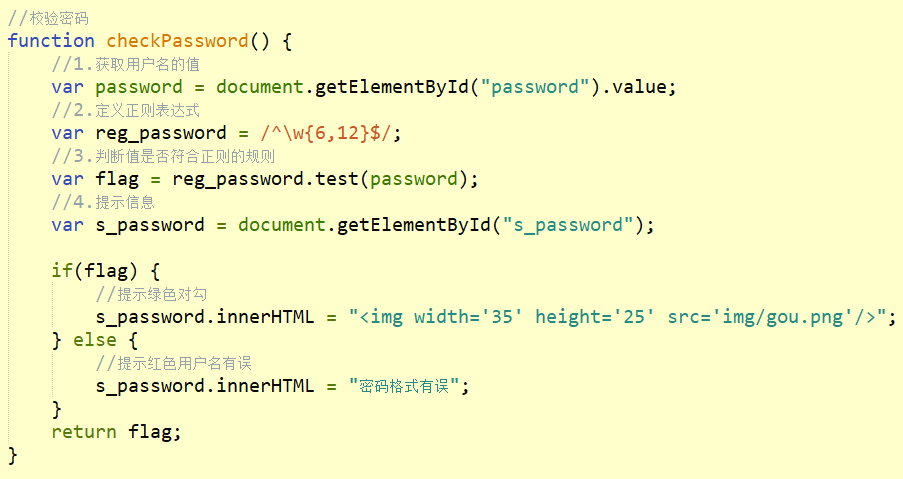 //校验密码
function checkPassword() {
    //1.获取用户名的值
    var password = document.getElementById("password").value;
    //2.定义正则表达式
    var reg_password = /^\w{6,12}$/;
    //3.判断值是否符合正则的规则
    var flag = reg_password.test(password);
    //4.提示信息
    var s_password = document.getElementById("s_password");

    if(flag) {
        //提示绿色对勾
        s_password.innerHTML = "<img width='35' height='25' src='img/gou.png'/>";
    } else {
        //提示红色用户名有误
        s_password.innerHTML = "密码格式有误";
    }
    return flag;
}